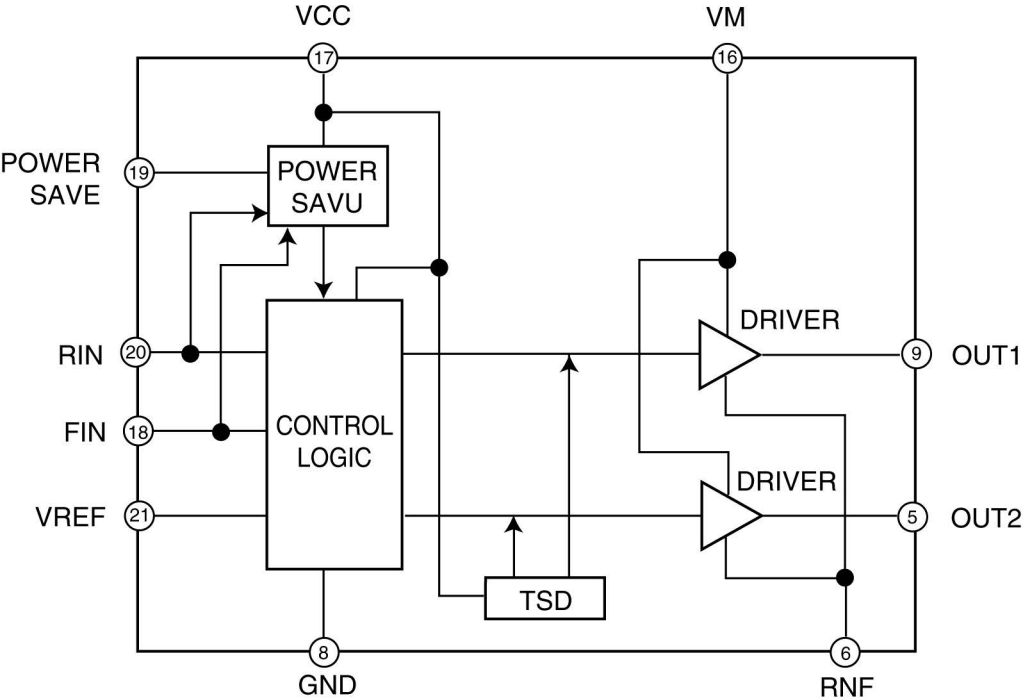 VCC
VM
17
16
POWER
SAVE
19
POWER
SAVU
DRIVER
RIN
20
9
OUT1
FIN
18
CONTROL
LOGIC
DRIVER
VREF
21
5
OUT2
TSD
8
6
GND
RNF